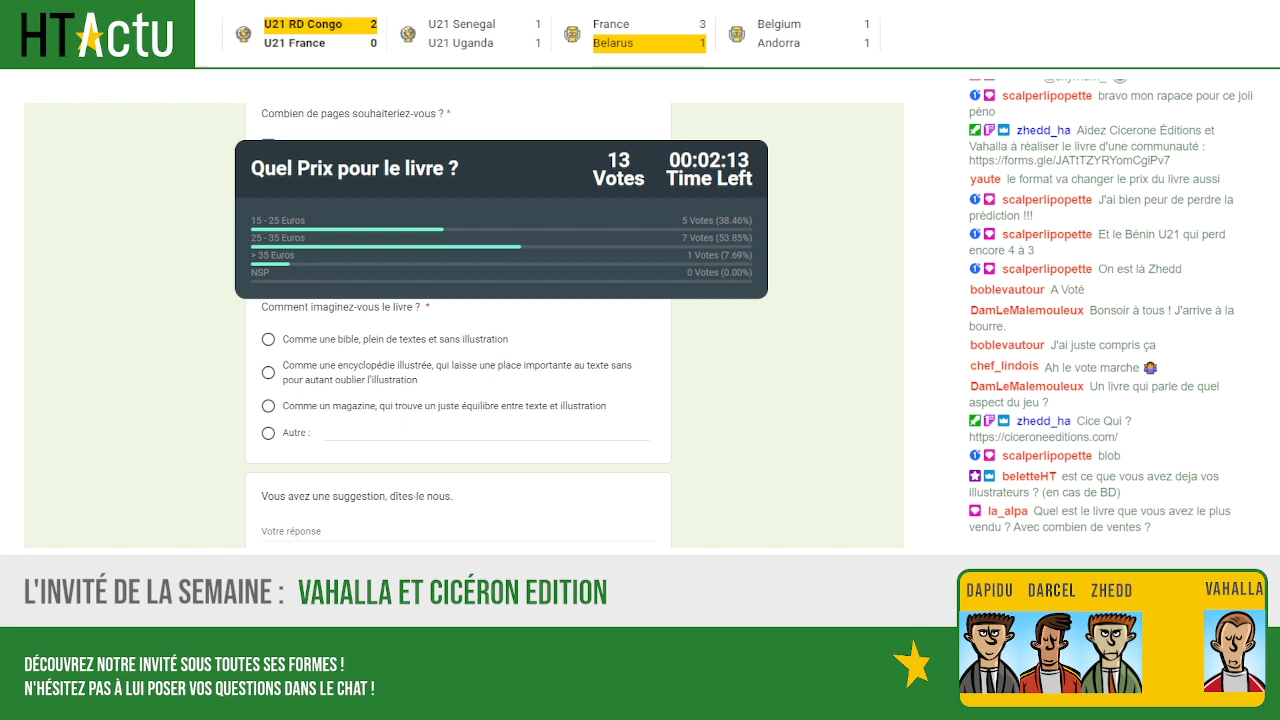 HTActu
U21 RD Congo 2
U21 France 0
U21 Senegal 1
U21 Uganda 1
France 3
Belarus 1
Belgium 1
Andorra 1
Combien de pages souhaiteriez-vous ? *
Quel Prix pour le livre ?
13 Votes
00:02:13 Time Left
15 - 25 Euros 5 Votes (38.46%)
25 - 35 Euros 7 Votes (53.85%)
> 35 Euros 1 Votes (7.69%)
NSP 0 Votes (0.00%)
Comment imaginez-vous le livre ? *
Comme une bible, plein de textes et sans illustration
Comme une encyclopédie illustrée, qui laisse une place importante au texte sans
pour autant oublier l'illustration
Comme un magazine, qui trouve un juste équilibre entre texte et illustration
Autre :
Vous avez une suggestion, dîtes-le nous.
Votre réponse
scalperlipopette bravo mon rapace pour ce joli
péno
zhedd_ha Aidez Cicerone Éditions et
Vahalla à réaliser le livre d'une communauté :
https://forms.gle/JATtTZYRYomCgiPv7
yaute le format va changer le prix du livre aussi
scalperlipopette J'ai bien peur de perdre la
prédiction !!!
scalperlipopette Et le Bénin U21 qui perd
encore 4 à 3
scalperlipopette On est là Zhedd
boblevautour A Voté
DamLeMalemouleux Bonsoir à tous ! J'arrive à la
bourre.
boblevautour J'ai juste compris ça
chef_lindois Ah le vote marche
DamLeMalemouleux Un livre qui parle de quel
aspect du jeu ?
zhedd_ha Cice Qui ?
https://ciceroneeditions.com/
scalperlipopette blob
beletteHT est ce que vous avez deja vos
illustrateurs ? (en cas de BD)
la_alpa Quel est le livre que vous avez le plus
vendu ? Avec combien de ventes ?
L'INVITÉ DE LA SEMAINE : VAHALLA ET CICÉRON EDITION
DÉCOUVREZ NOTRE INVITÉ SOUS TOUTES SES FORMES !
N'HÉSITEZ PAS À LUI POSER VOS QUESTIONS DANS LE CHAT !
DAPIDU DARCEL ZHEDD VAHALLA